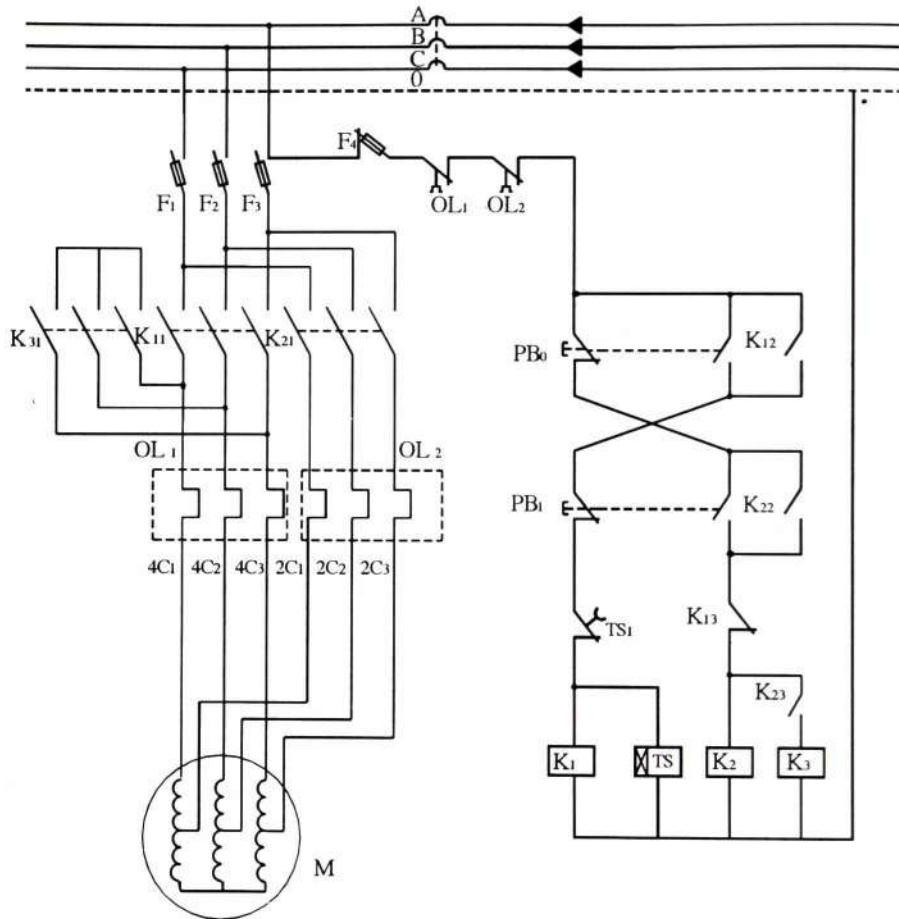 A
B
C
0
F4
F1 F2 F3
OL1 OL2
K31 K11 K21
PB0 K12
OL 1 OL 2
PB1 K22
4C1 4C2 4C3 2C1 2C2 2C3
TS1 K13
K23
K1 TS K2 K3
M